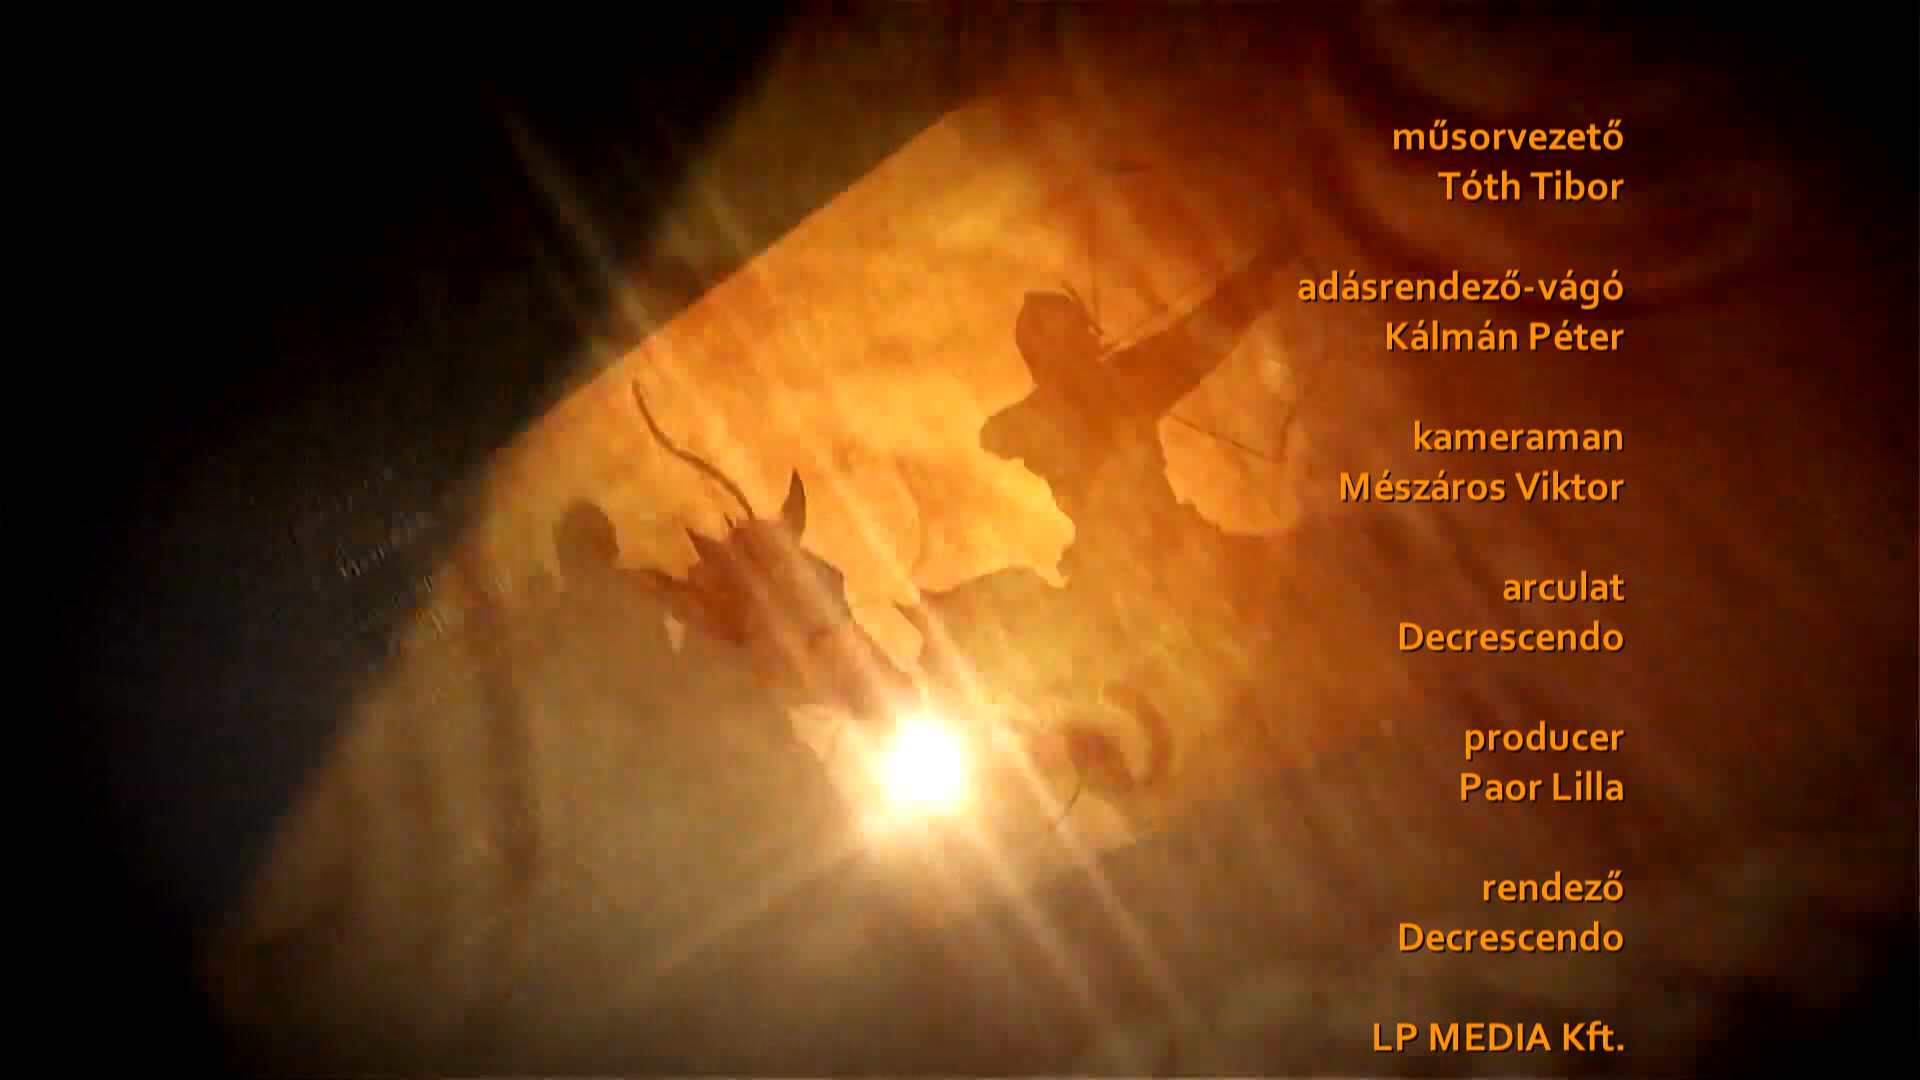 műsorvezető
Tóth Tibor
adásrendező-vágó
Kálmán Péter
kameraman
Mészáros Viktor
arculat
Decrescendo
producer
Paor Lilla
rendező
Decrescendo
LP MEDIA Kft.